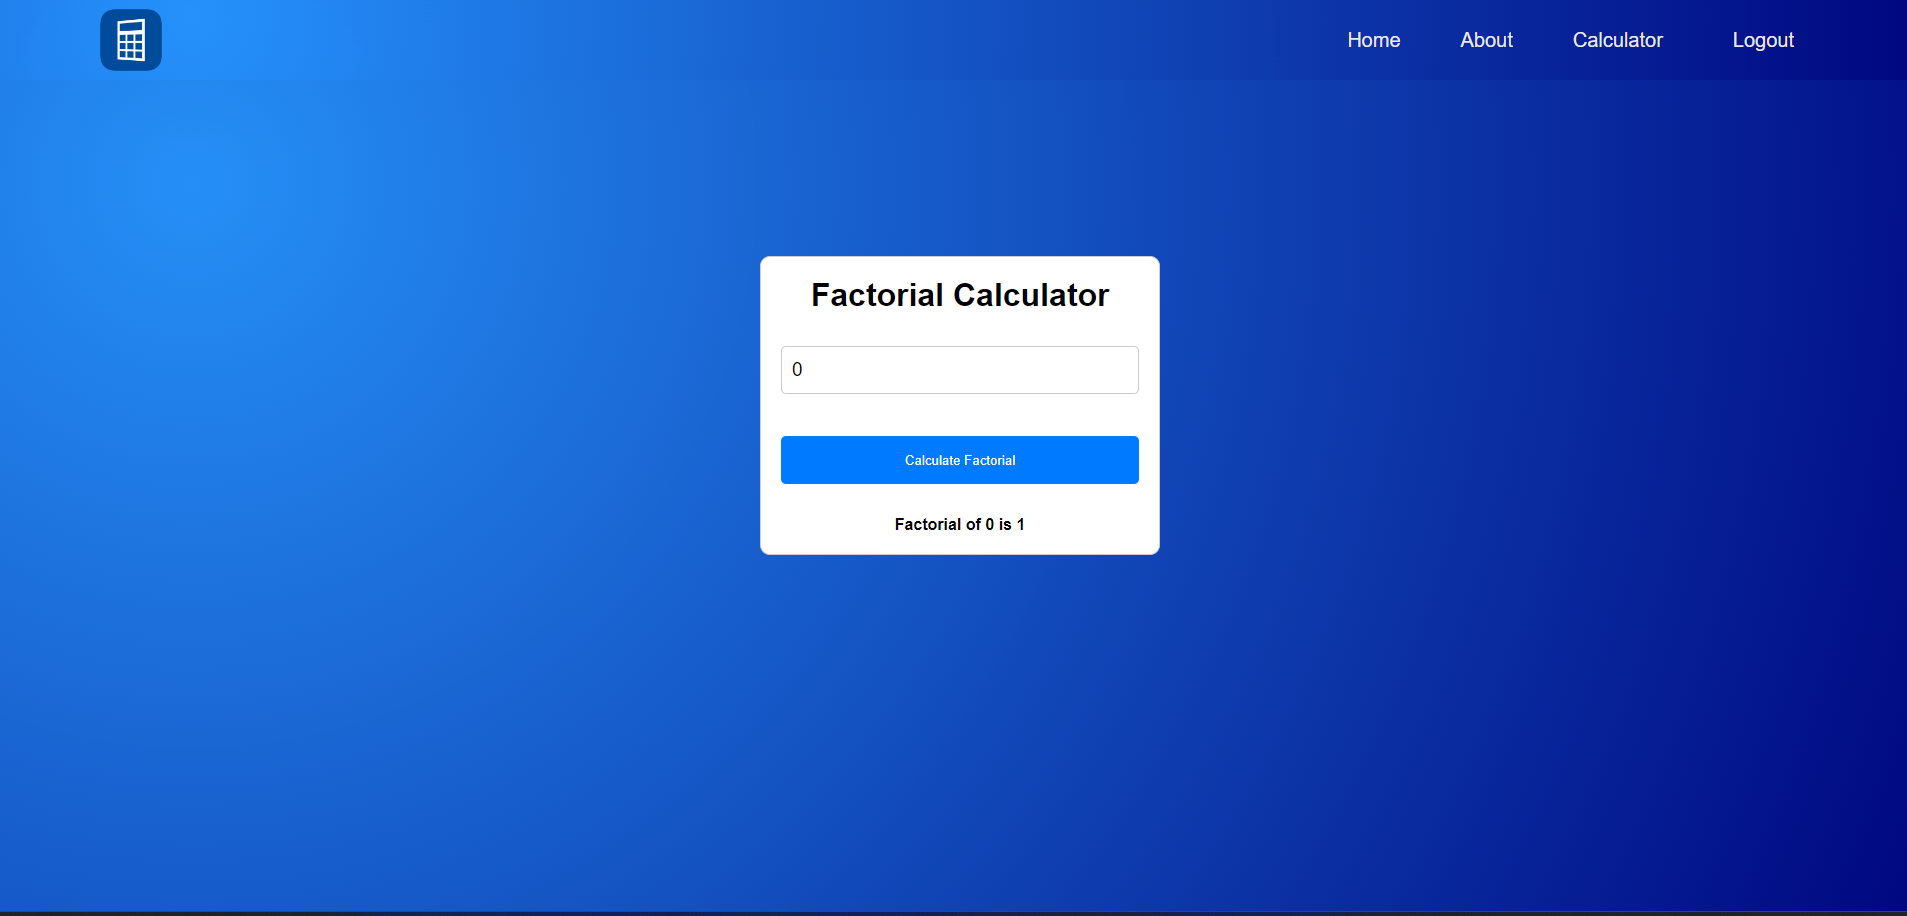 Home About Calculator Logout
Factorial Calculator
0
Calculate Factorial
Factorial of 0 is 1